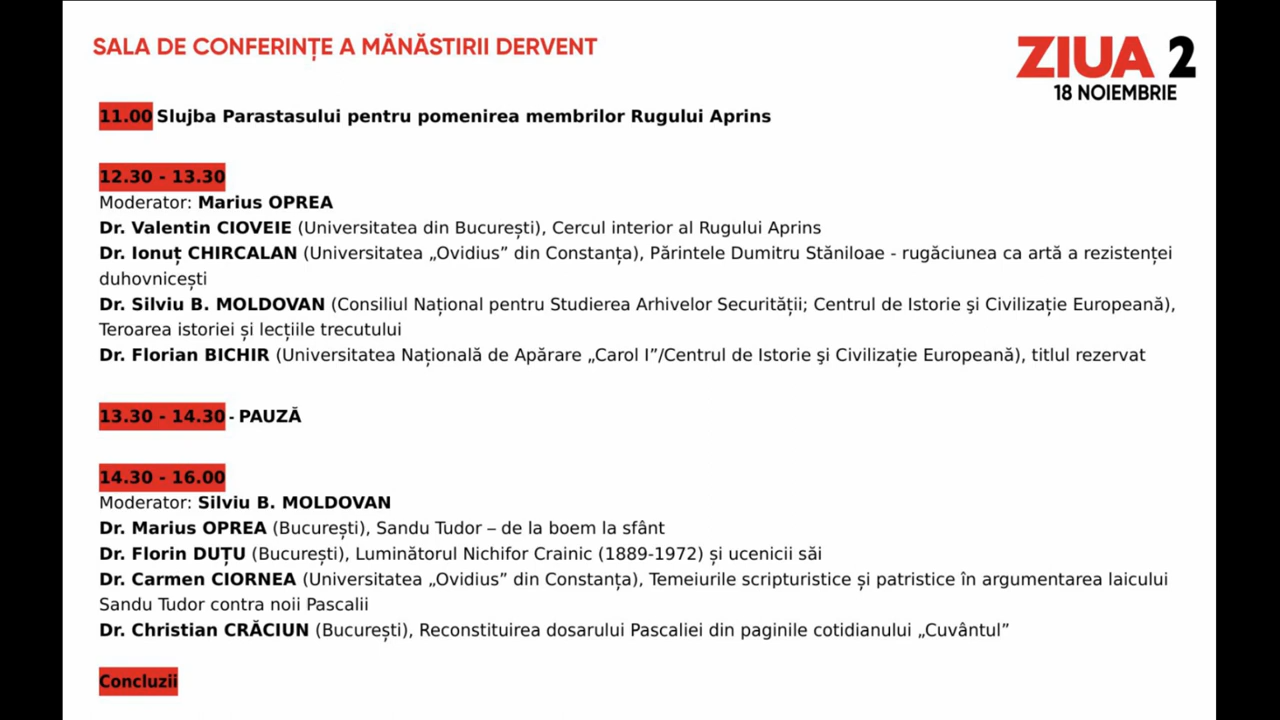 SALA DE CONFERINȚE A MĂNĂSTIRII DERVENT
ZIUA 2
18 NOIEMBRIE
11.00 Slujba Parastasului pentru pomenirea membrilor Rugului Aprins
12.30 - 13.30
Moderator: Marius OPREA
Dr. Valentin CIOVEIE (Universitatea din București), Cercul interior al Rugului Aprins
Dr. Ionuț CHIRCALAN (Universitatea „Ovidius” din Constanța), Părintele Dumitru Stăniloae - rugăciunea ca artă a rezistenței
duhovnicești
Dr. Silviu B. MOLDOVAN (Consiliul Național pentru Studierea Arhivelor Securității; Centrul de Istorie şi Civilizație Europeană),
Teroarea istoriei și lecțiile trecutului
Dr. Florian BICHIR (Universitatea Națională de Apărare „Carol I”/Centrul de Istorie şi Civilizație Europeană), titlul rezervat
13.30 - 14.30 - PAUZĂ
14.30 - 16.00
Moderator: Silviu B. MOLDOVAN
Dr. Marius OPREA (București), Sandu Tudor – de la boem la sfânt
Dr. Florin DUȚU (București), Luminătorul Nichifor Crainic (1889-1972) și ucenicii săi
Dr. Carmen CIORNEA (Universitatea „Ovidius” din Constanța), Temeiurile scripturistice și patristice în argumentarea laicului
Sandu Tudor contra noii Pascalii
Dr. Christian CRĂCIUN (București), Reconstituirea dosarului Pascaliei din paginile cotidianului „Cuvântul”
Concluzii